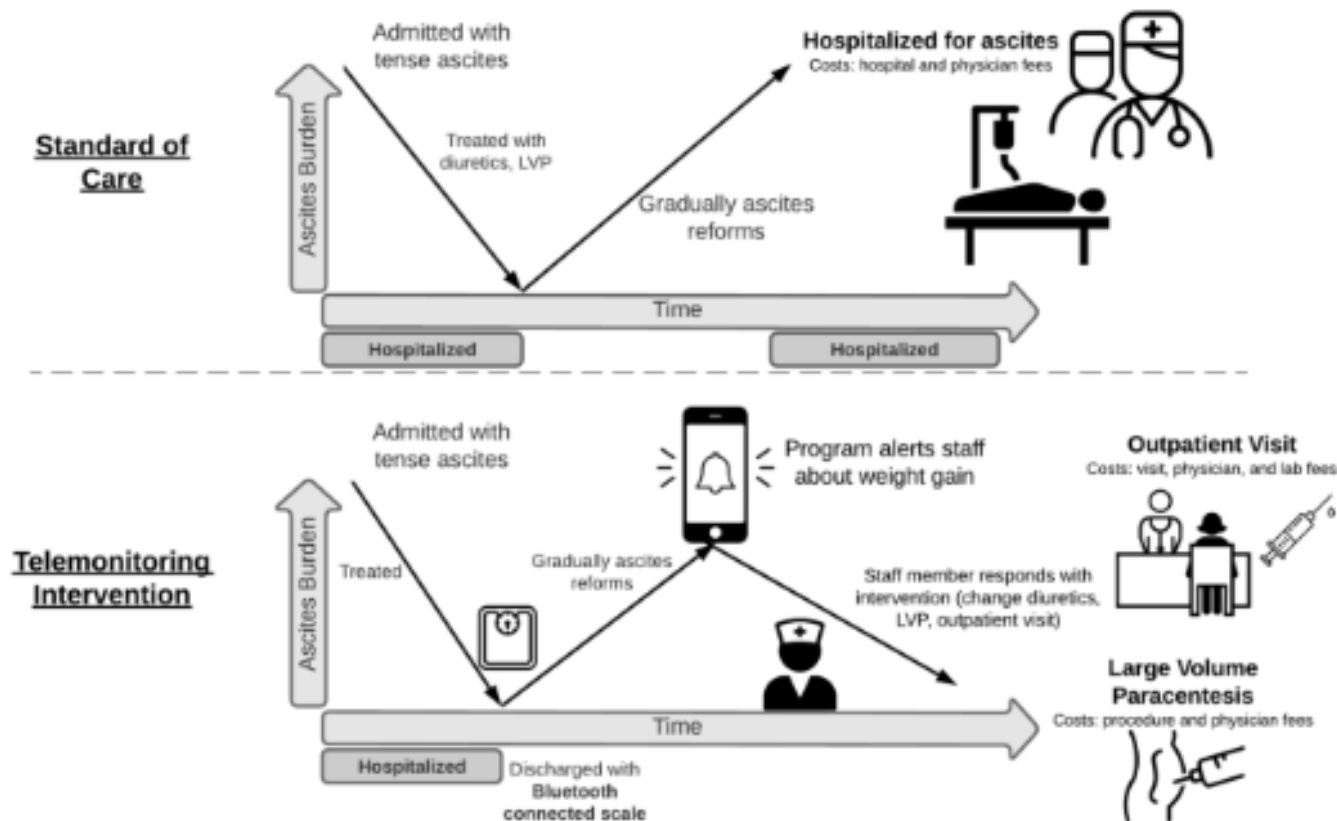 Admitted with
tense ascites
Hospitalized for ascites
Costs: hospital and physician fees
Standard of
Care
Ascites Burden
Treated with
diuretics, LVP
Gradually ascites
reforms
Time
Hospitalized
Hospitalized
Admitted with
tense ascites
Program alerts staff
about weight gain
Outpatient Visit
Costs: visit, physician, and lab fees
Telemonitoring
Intervention
Ascites Burden
Treated
Gradually ascites
reforms
Staff member responds with
intervention (change diuretics,
LVP, outpatient visit)
Large Volume
Paracentesis
Costs: procedure and physician fees
Time
Hospitalized
Discharged with
Bluetooth
connected scale